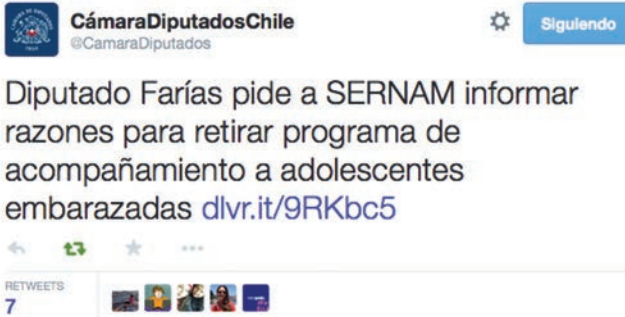 CámaraDiputadosChile
@CamaraDiputados
Siguiendo
Diputado Farías pide a SERNAM informar
razones para retirar programa de
acompañamiento a adolescentes
embarazadas dlvr.it/9RKbc5
RETWEETS
7